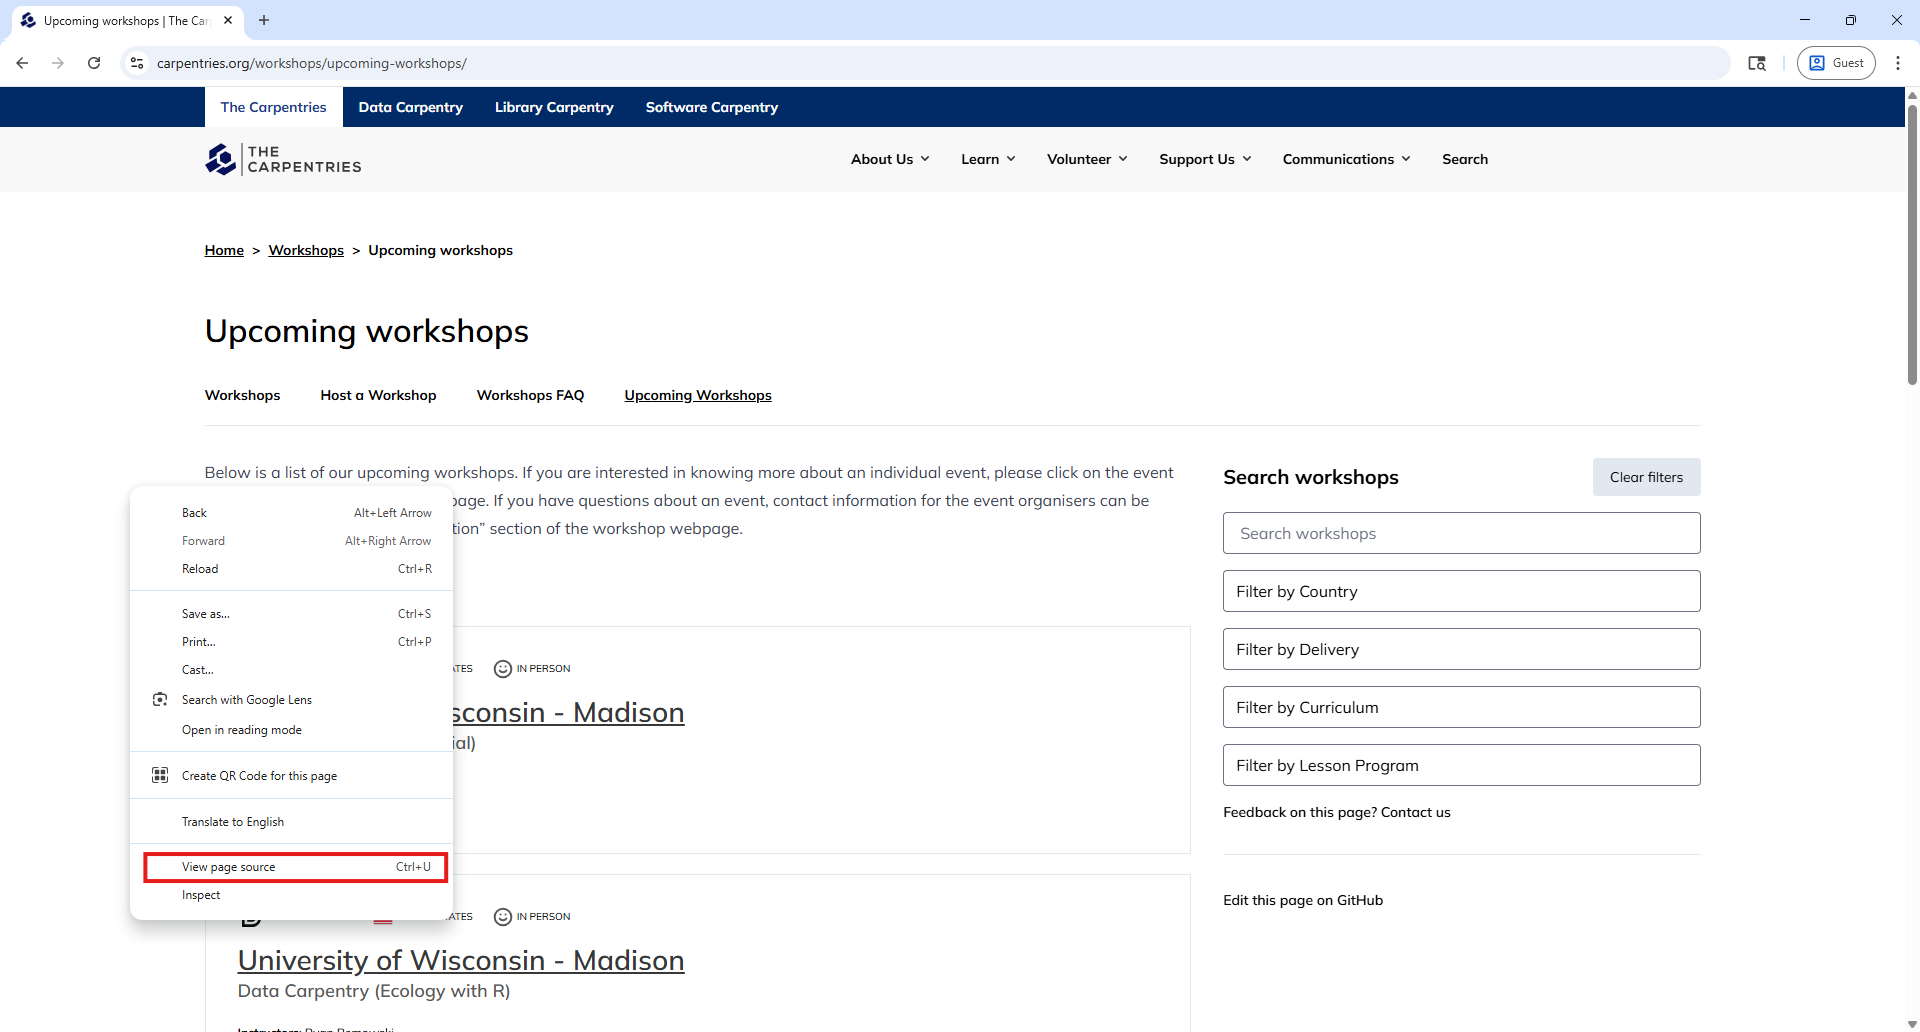 Upcoming workshops | The Car
carpentries.org/workshops/upcoming-workshops/
Guest
The Carpentries
Data Carpentry
Library Carpentry
Software Carpentry
THE
CARPENTRIES
About Us
Learn
Volunteer
Support Us
Communications
Search
Home > Workshops > Upcoming workshops
Upcoming workshops
Workshops
Host a Workshop
Workshops FAQ
Upcoming Workshops
Below is a list of our upcoming workshops. If you are interested in knowing more about an individual event, please click on the event
page. If you have questions about an event, contact information for the event organisers can be
tion” section of the workshop webpage.
Back Alt+Left Arrow
Forward Alt+Right Arrow
Reload Ctrl+R
Save as... Ctrl+S
Print... Ctrl+P
Cast...
Search with Google Lens
Open in reading mode
Create QR Code for this page
Translate to English
View page source Ctrl+U
Inspect
ATES IN PERSON
sconsin - Madison
ial)
ATES IN PERSON
University of Wisconsin - Madison
Data Carpentry (Ecology with R)
Search workshops
Clear filters
Search workshops
Filter by Country
Filter by Delivery
Filter by Curriculum
Filter by Lesson Program
Feedback on this page? Contact us
Edit this page on GitHub